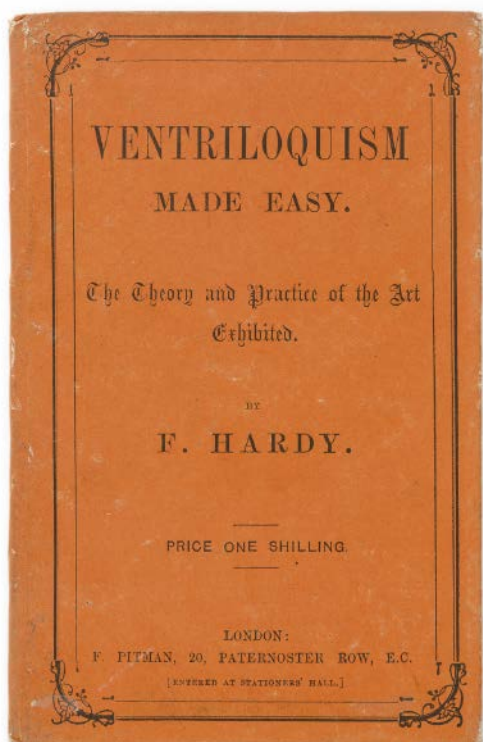 VENTRILOQUISM
MADE EASY.
The Theory and Practice of the Art
Exhibited.
BY
F. HARDY.
PRICE ONE SHILLING.
LONDON:
F. PITMAN, 20, PATERNOSTER ROW, E.C.
[ENTERED AT STATIONERS' HALL.]